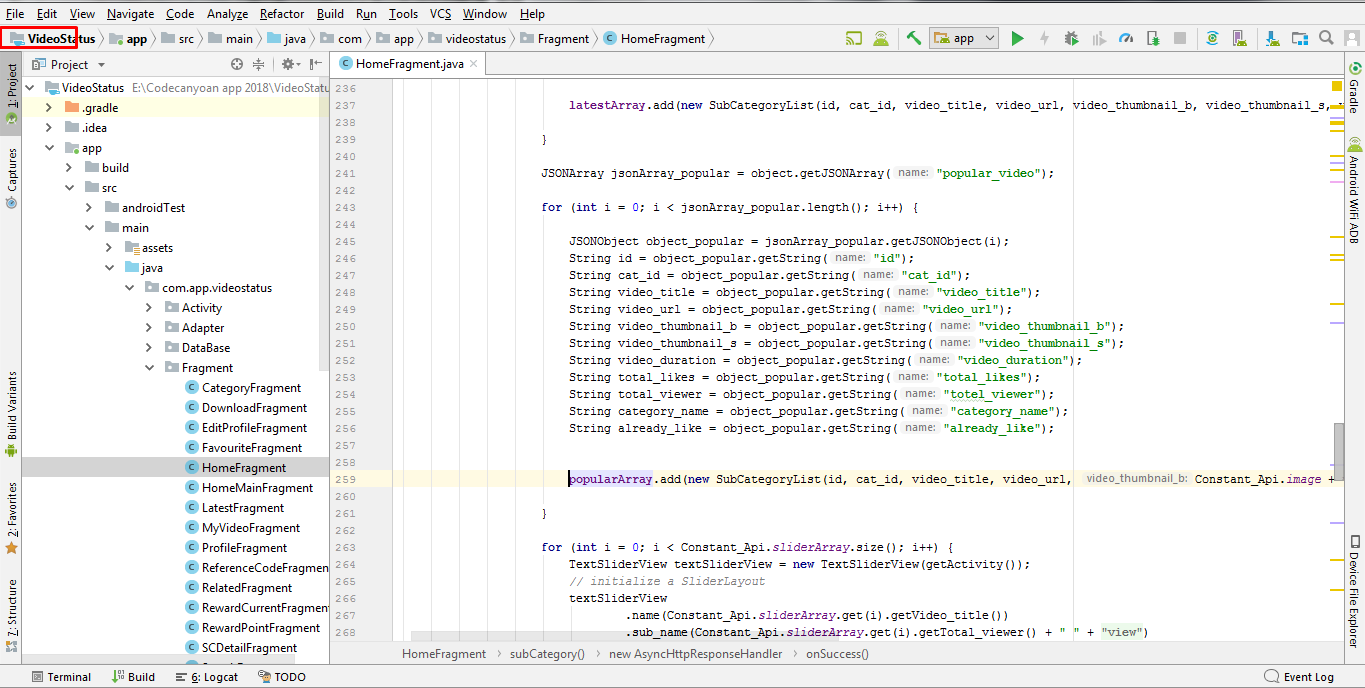 File Edit View Navigate Code Analyze Refactor Build Run Tools VCS Window Help
VideoStatus app src main java com app videostatus Fragment HomeFragment app
Project HomeFragment.java
1: Project
Captures
Build Variants
2: Favorites
7: Structure
VideoStatus E:\Codecanyoan app 2018\VideoStatu
.gradle
.idea
app
build
src
androidTest
main
assets
java
com.app.videostatus
Activity
Adapter
DataBase
Fragment
CategoryFragment
DownloadFragment
EditProfileFragment
FavouriteFragment
HomeFragment
HomeMainFragment
LatestFragment
MyVideoFragment
ProfileFragment
ReferenceCodeFragmen
RelatedFragment
RewardCurrentFragmen
RewardPointFragment
SCDetailFragment
236
237 latestArray.add(new SubCategoryList(id, cat_id, video_title, video_url, video_thumbnail_b, video_thumbnail_s,
238
239 }
240
241 JSONArray jsonArray_popular = object.getJSONArray( name: "popular_video");
242
243 for (int i = 0; i < jsonArray_popular.length(); i++) {
244
245 JSONObject object_popular = jsonArray_popular.getJSONObject(i);
246 String id = object_popular.getString( name: "id");
247 String cat_id = object_popular.getString( name: "cat_id");
248 String video_title = object_popular.getString( name: "video_title");
249 String video_url = object_popular.getString( name: "video_url");
250 String video_thumbnail_b = object_popular.getString( name: "video_thumbnail_b");
251 String video_thumbnail_s = object_popular.getString( name: "video_thumbnail_s");
252 String video_duration = object_popular.getString( name: "video_duration");
253 String total_likes = object_popular.getString( name: "total_likes");
254 String total_viewer = object_popular.getString( name: "totel_viewer");
255 String category_name = object_popular.getString( name: "category_name");
256 String already_like = object_popular.getString( name: "already_like");
257
258
259 popularArray.add(new SubCategoryList(id, cat_id, video_title, video_url, video_thumbnail_b: Constant_Api.image +
260
261 }
262
263 for (int i = 0; i < Constant_Api.sliderArray.size(); i++) {
264 TextSliderView textSliderView = new TextSliderView(getActivity());
265 // initialize a SliderLayout
266 textSliderView
267 .name(Constant_Api.sliderArray.get(i).getVideo_title())
268 .sub_name(Constant_Api.sliderArray.get(i).getTotal_viewer() + " " + "view")
HomeFragment subCategory() new AsyncHttpResponseHandler onSuccess()
Gradle
Android WiFi ADB
Device File Explorer
Terminal Build 6: Logcat TODO Event Log